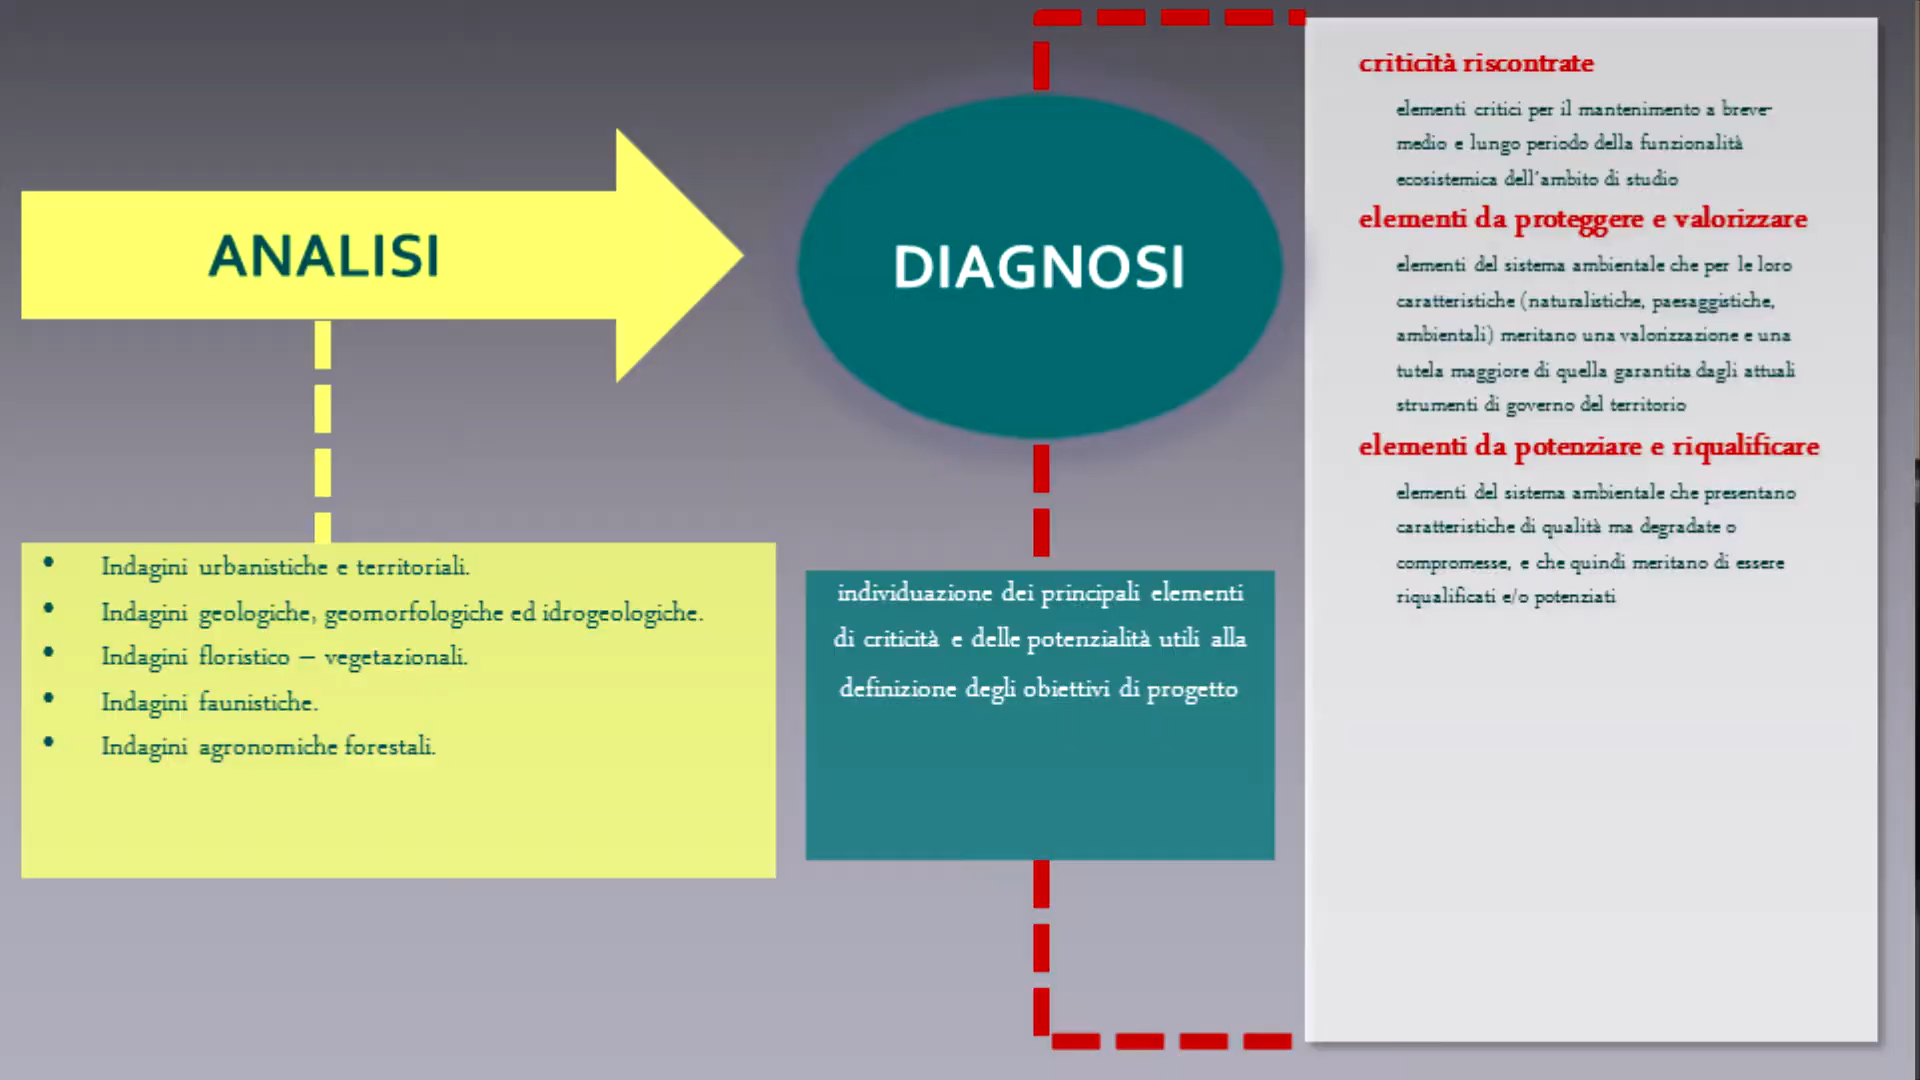 ANALISI
• Indagini urbanistiche e territoriali.
• Indagini geologiche, geomorfologiche ed idrogeologiche.
• Indagini floristico – vegetazionali.
• Indagini faunistiche.
• Indagini agronomiche forestali.
DIAGNOSI
individuazione dei principali elementi
di criticità e delle potenzialità utili alla
definizione degli obiettivi di progetto
criticità riscontrate
elementi critici per il mantenimento a breve-
medio e lungo periodo della funzionalità
ecosistemica dell'ambito di studio
elementi da proteggere e valorizzare
elementi del sistema ambientale che per le loro
caratteristiche (naturalistiche, paesaggistiche,
ambientali) meritano una valorizzazione e una
tutela maggiore di quella garantita dagli attuali
strumenti di governo del territorio
elementi da potenziare e riqualificare
elementi del sistema ambientale che presentano
caratteristiche di qualità ma degradate o
compromesse, e che quindi meritano di essere
riqualificati e/o potenziati